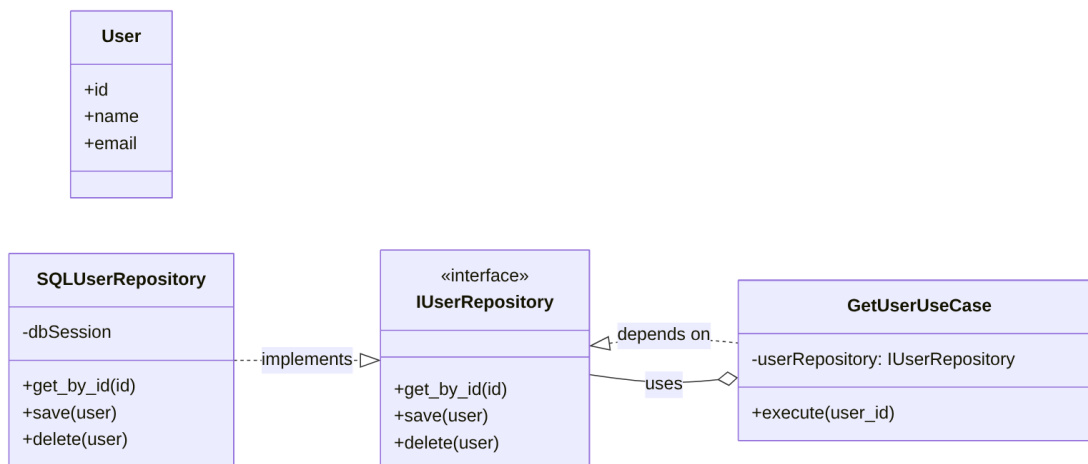 User
+id
+name
+email
SQLUserRepository
-dbSession
+get_by_id(id)
+save(user)
+delete(user)
implements
«interface»
IUserRepository
+get_by_id(id)
+save(user)
+delete(user)
depends on
uses
GetUserUseCase
-userRepository: IUserRepository
+execute(user_id)